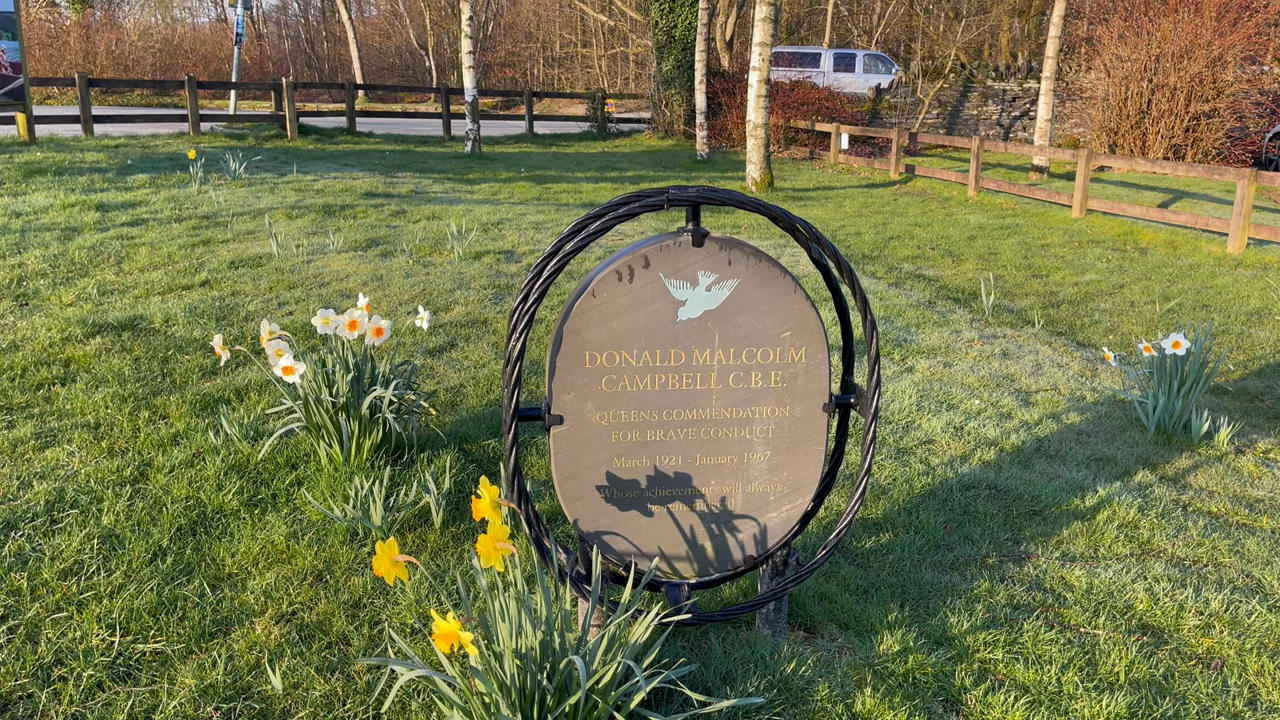 DONALD MALCOLM
CAMPBELL C.B.E.
QUEENS COMMENDATION
FOR BRAVE CONDUCT
March 1921 - January 1967
Whose achievements will always
be remembered